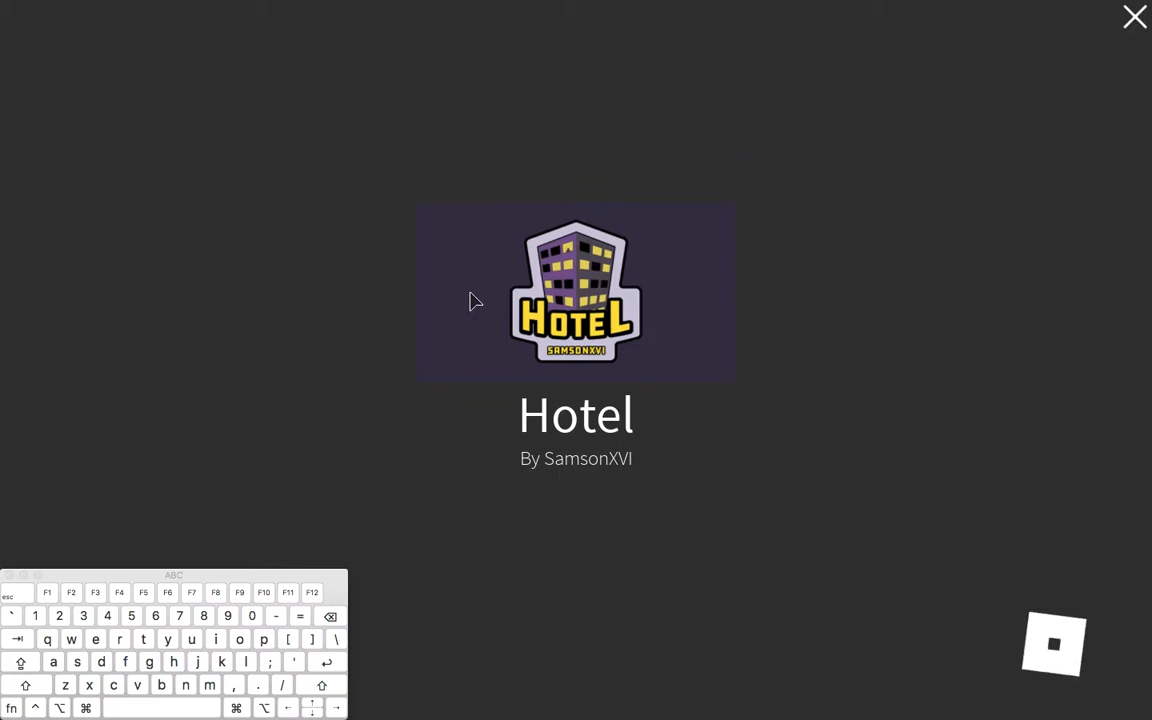 HOTEL
SAMSONXVI
Hotel
By SamsonXVI
ABC
esc F1 F2 F3 F4 F5 F6 F7 F8 F9 F10 F11 F12
` 1 2 3 4 5 6 7 8 9 0 - = ⌫
⇥ q w e r t y u i o p [ ] \
⇪ a s d f g h j k l ; ' ↩
⇧ z x c v b n m , . / ⇧
fn ^ ⌥ ⌘ ⌘ ⌥ ← ↑ ↓ →